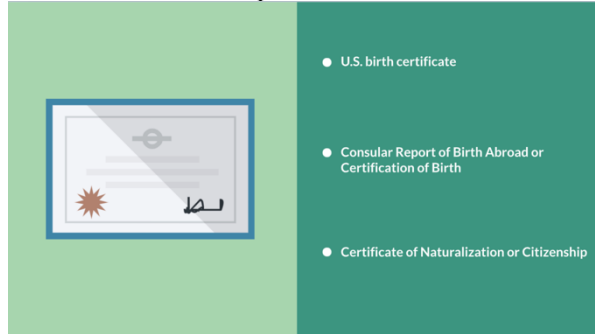 U.S. birth certificate
Consular Report of Birth Abroad or
Certification of Birth
Certificate of Naturalization or Citizenship